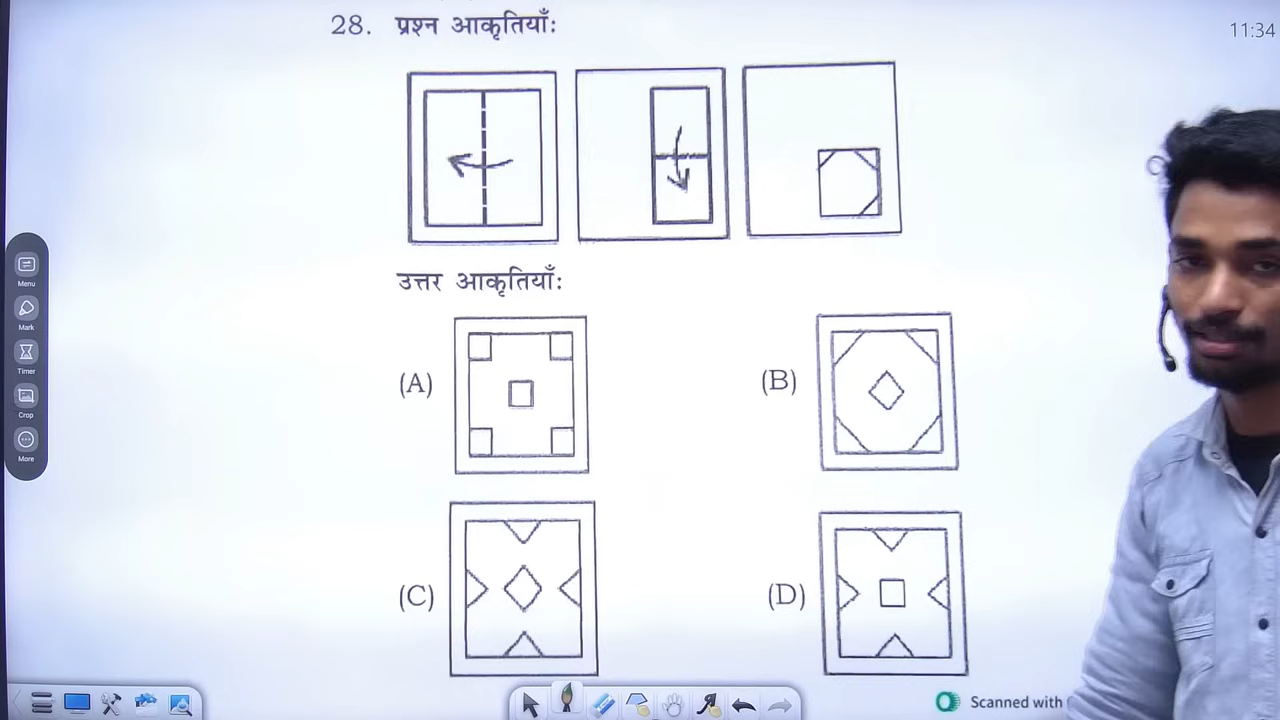 28. प्रश्न आकृतियाँ:
11:34
उत्तर आकृतियाँ:
(A)
(B)
(C)
(D)
Menu
Mark
Timer
Crop
More
Scanned with